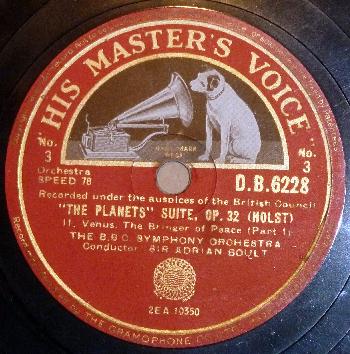 "HIS MASTER'S VOICE"
No. 3
No. 3
Orchestra
SPEED 78
D.B.6228
Recorded under the auspices of the British Council
"THE PLANETS" SUITE, OP. 32 (HOLST)
II. Venus, The Bringer of Peace (Part 1)
THE B.B.C. SYMPHONY ORCHESTRA
Conductor: SIR ADRIAN BOULT
2EA 10350
THE GRAMOPHONE CO